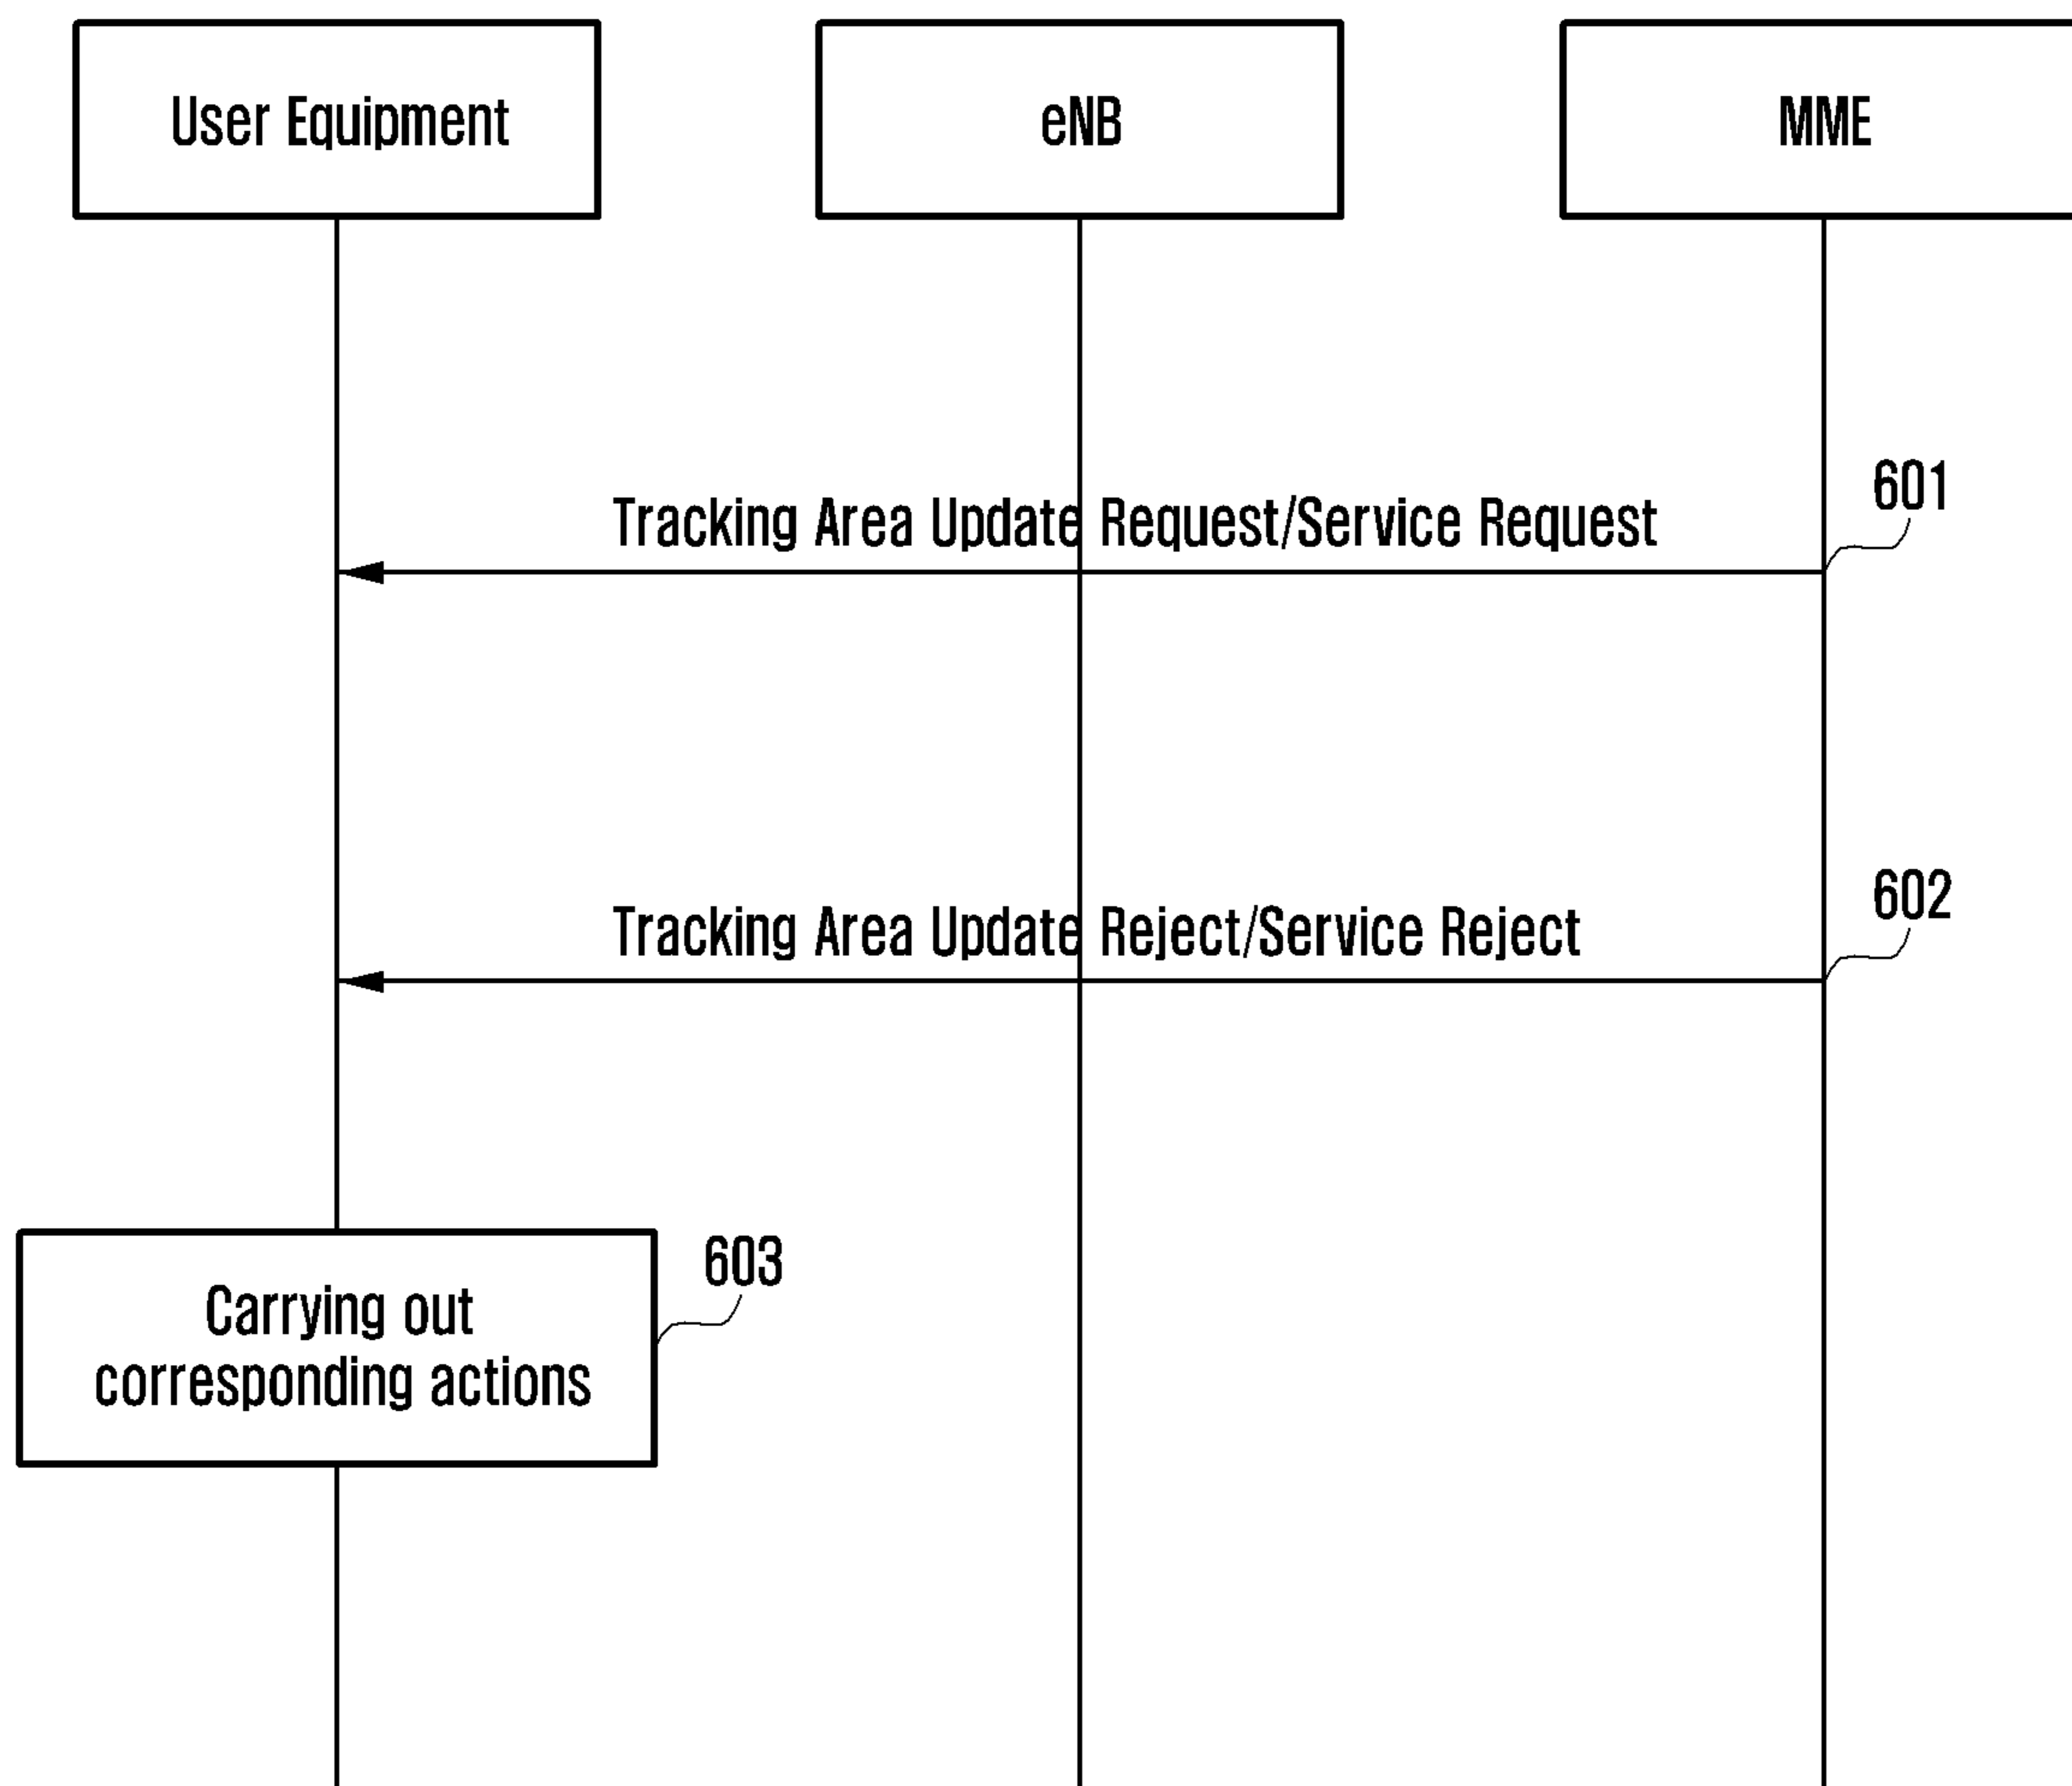 User Equipment
eNB
MME
601
Tracking Area Update Request/Service Request
602
Tracking Area Update Reject/Service Reject
603
Carrying out
corresponding actions